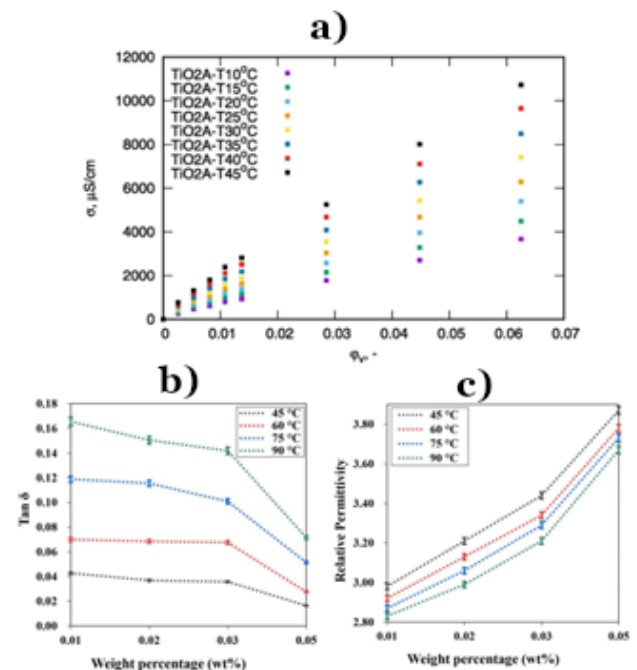 a)
12000
10000
8000
6000
4000
2000
0
σ, µS/cm
TiO2A-T10°C
TiO2A-T15°C
TiO2A-T20°C
TiO2A-T25°C
TiO2A-T30°C
TiO2A-T35°C
TiO2A-T40°C
TiO2A-T45°C
0 0.01 0.02 0.03 0.04 0.05 0.06 0.07
φv, -
b)
0.18
0.16
0.14
0.12
0.10
0.08
0.06
0.04
0.02
0.00
Tan δ
45 °C
60 °C
75 °C
90 °C
0.01 0.02 0.03 0.05
Weight percentage (wt%)
c)
3.80
3.40
3.00
2.80
Relative Permittivity
45 °C
60 °C
75 °C
90 °C
0.01 0.02 0.03 0.05
Weight percentage (wt%)